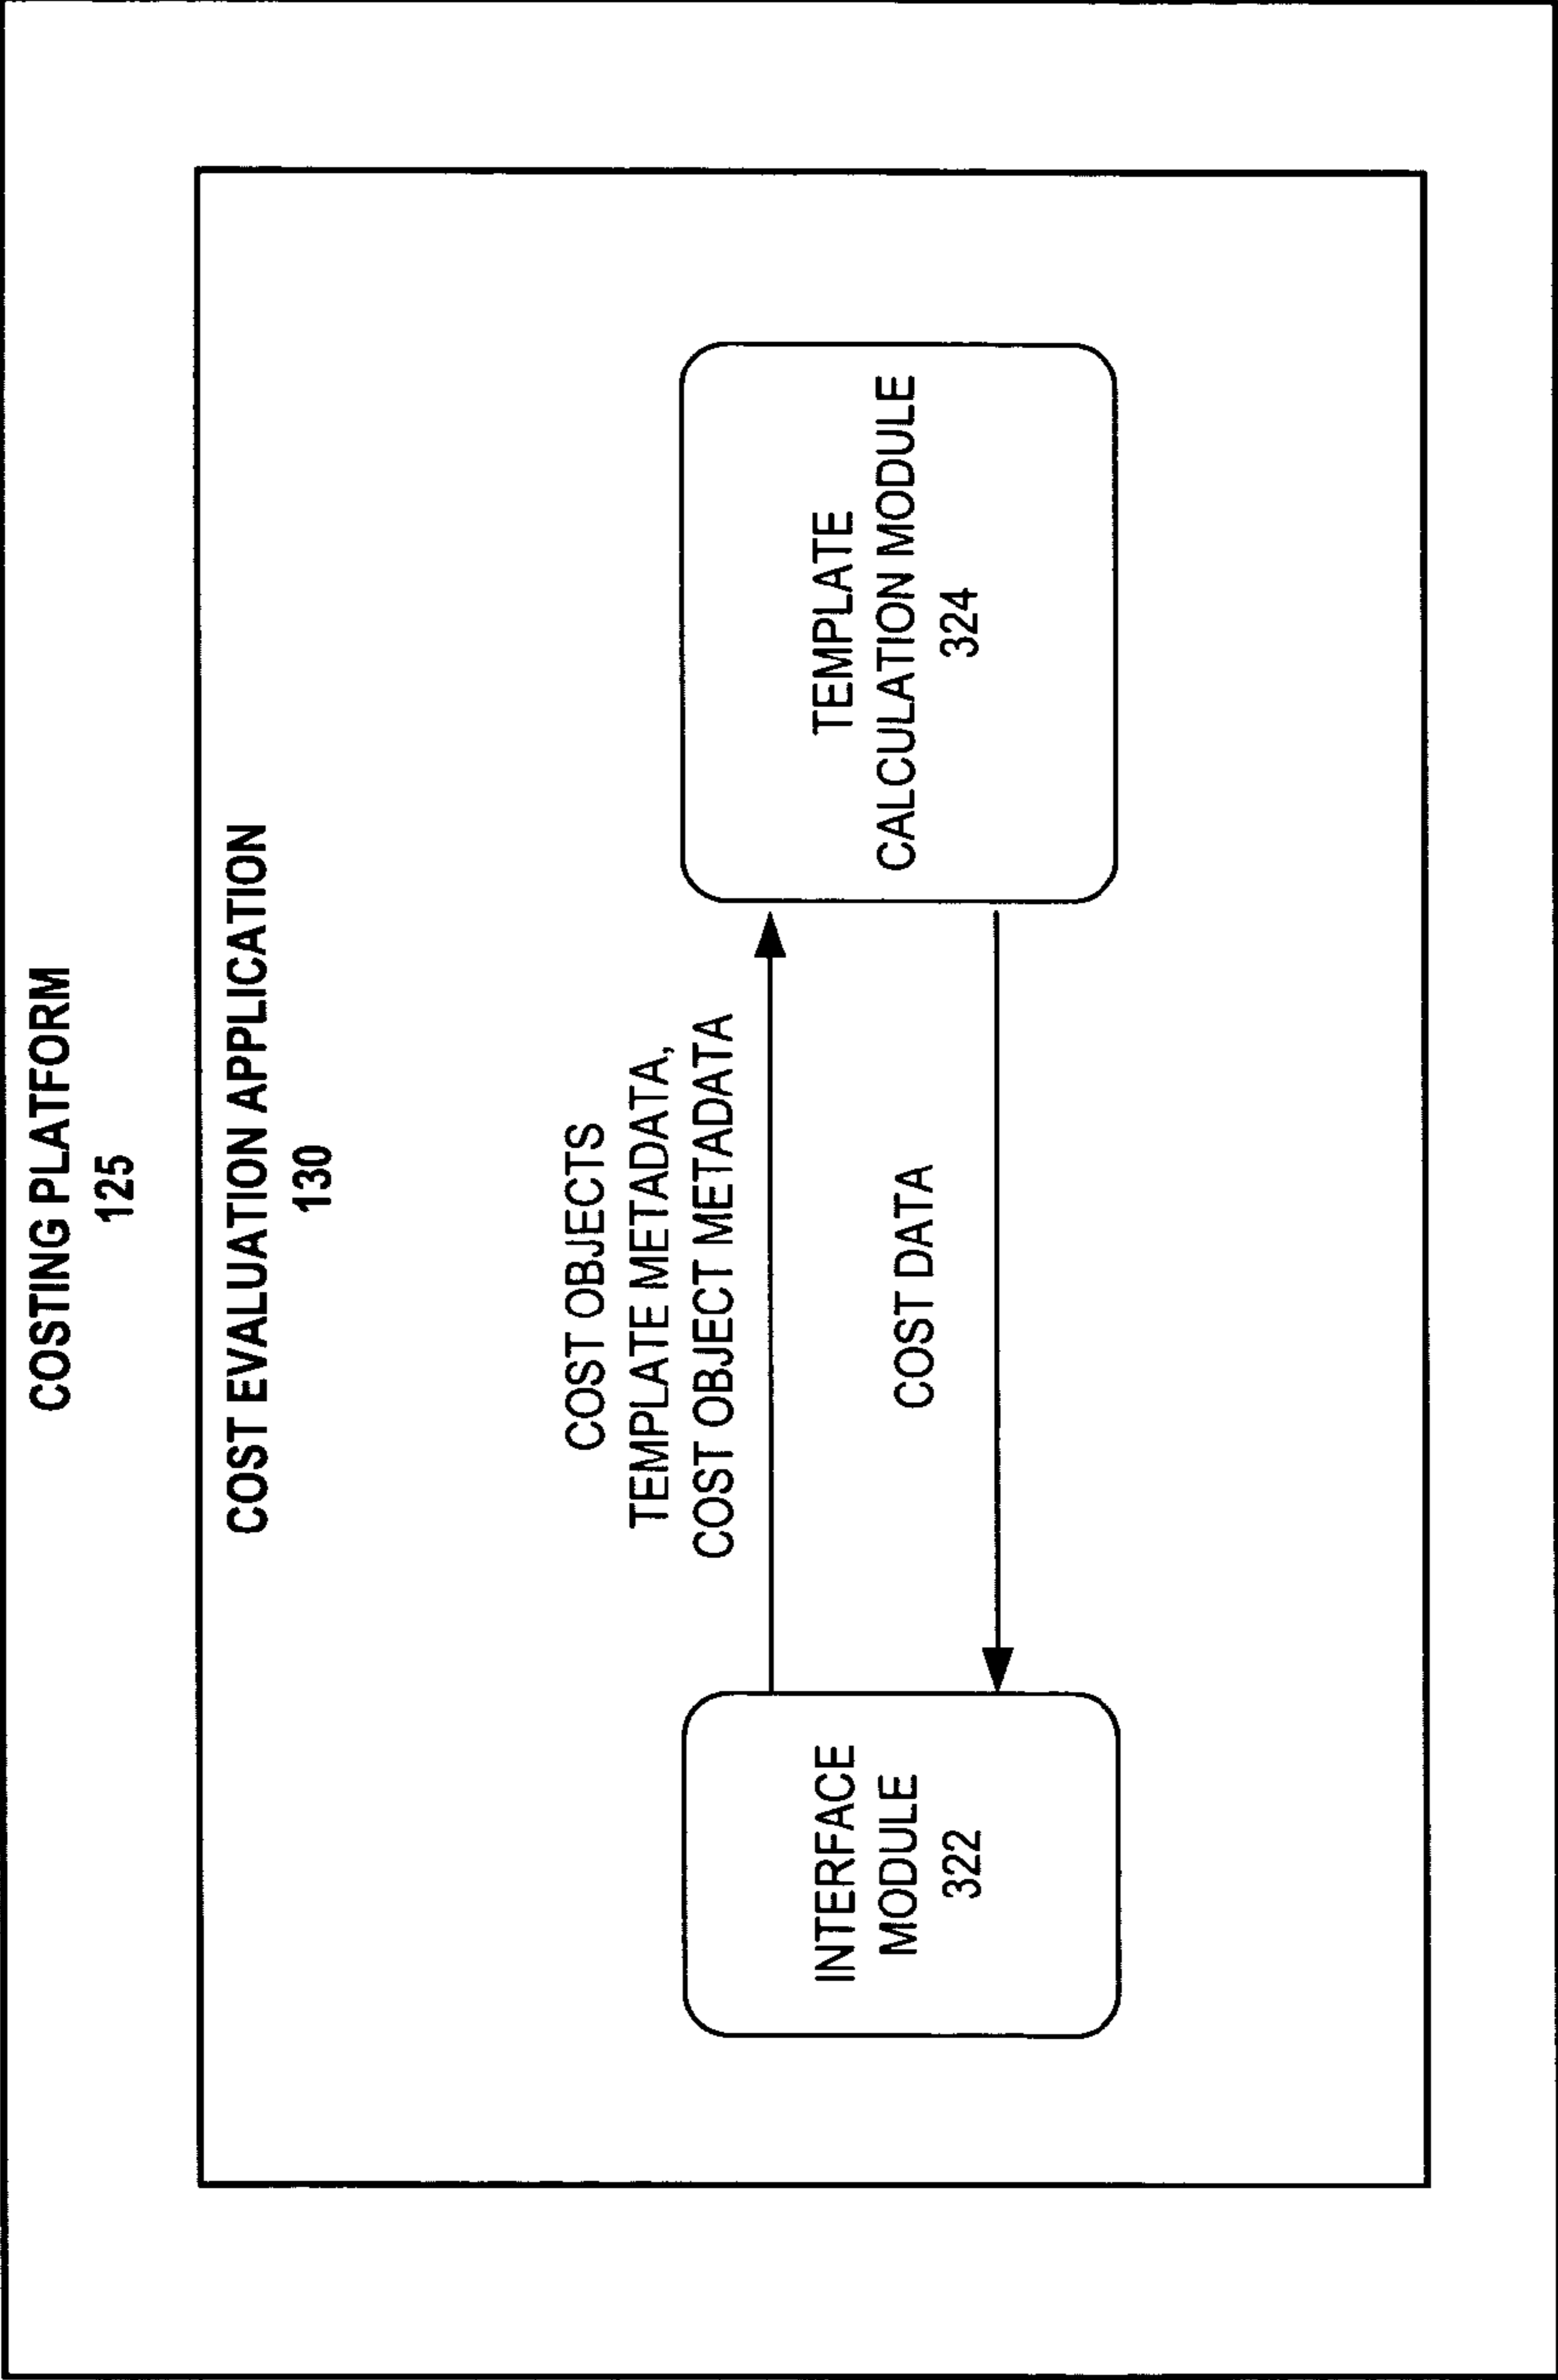 COSTING PLATFORM
125
COST EVALUATION APPLICATION
130
COST OBJECTS
TEMPLATE METADATA,
COST OBJECT METADATA
COST DATA
INTERFACE
MODULE
322
TEMPLATE
CALCULATION MODULE
324